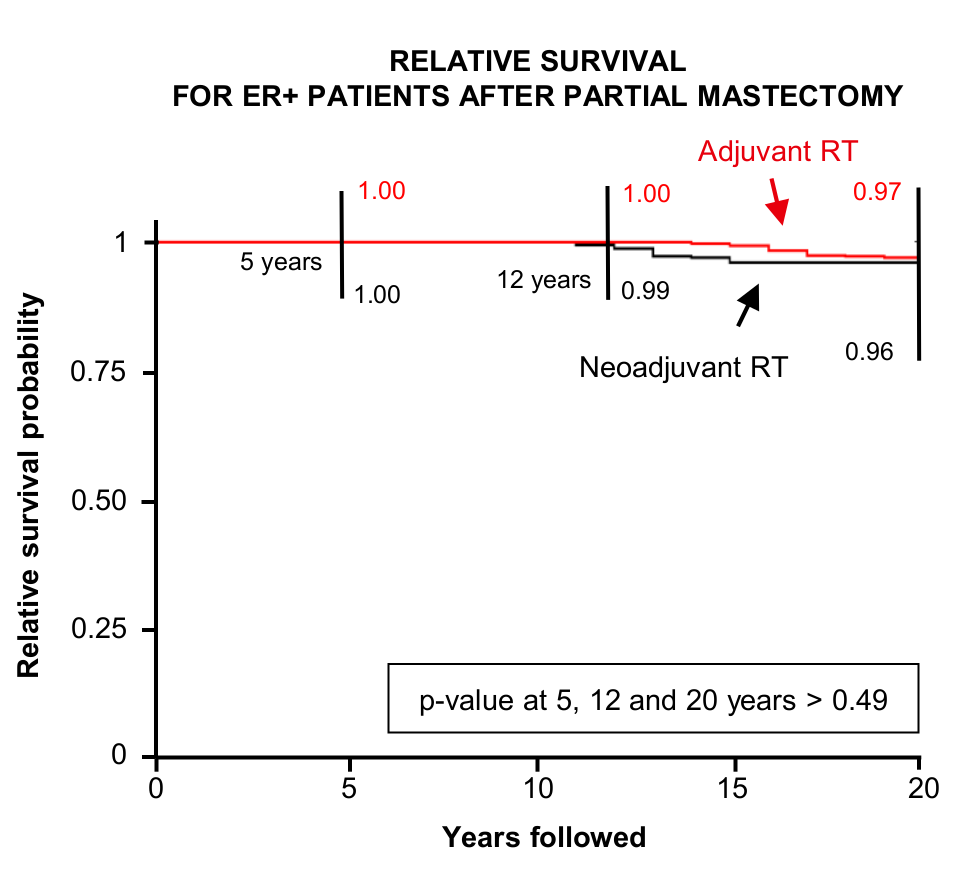 RELATIVE SURVIVAL
FOR ER+ PATIENTS AFTER PARTIAL MASTECTOMY
Adjuvant RT
1.00
1.00
0.97
1
5 years
12 years
1.00
0.99
0.96
Neoadjuvant RT
0.75
0.50
0.25
0
Relative survival probability
p-value at 5, 12 and 20 years > 0.49
0
5
10
15
20
Years followed